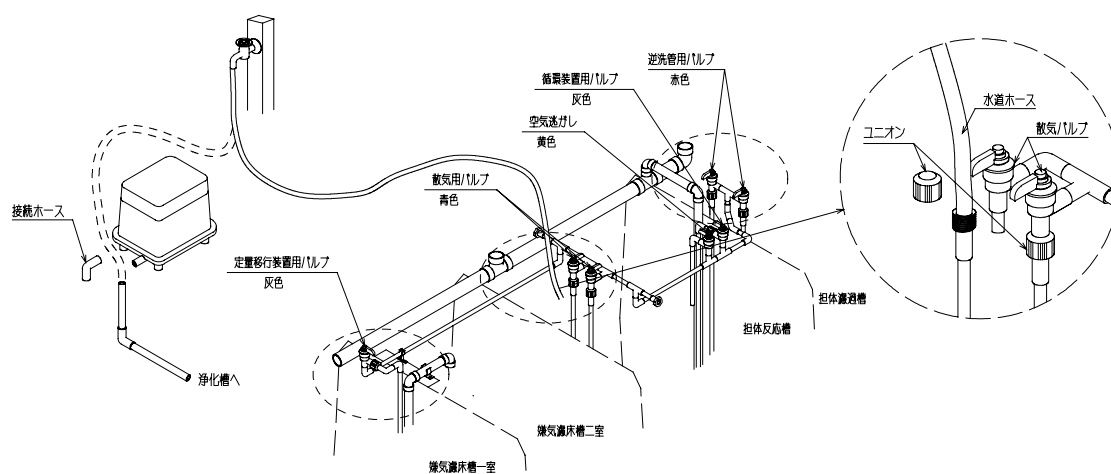 逆洗管用バルブ
赤色
循環装置用バルブ
灰色
空気逃がし
黄色
散気用バルブ
青色
定量移行装置用バルブ
灰色
接続ホース
浄化槽へ
嫌気濾床槽一室
嫌気濾床槽二室
担体反応槽
担体濾過槽
水道ホース
ユニオン
散気バルブ